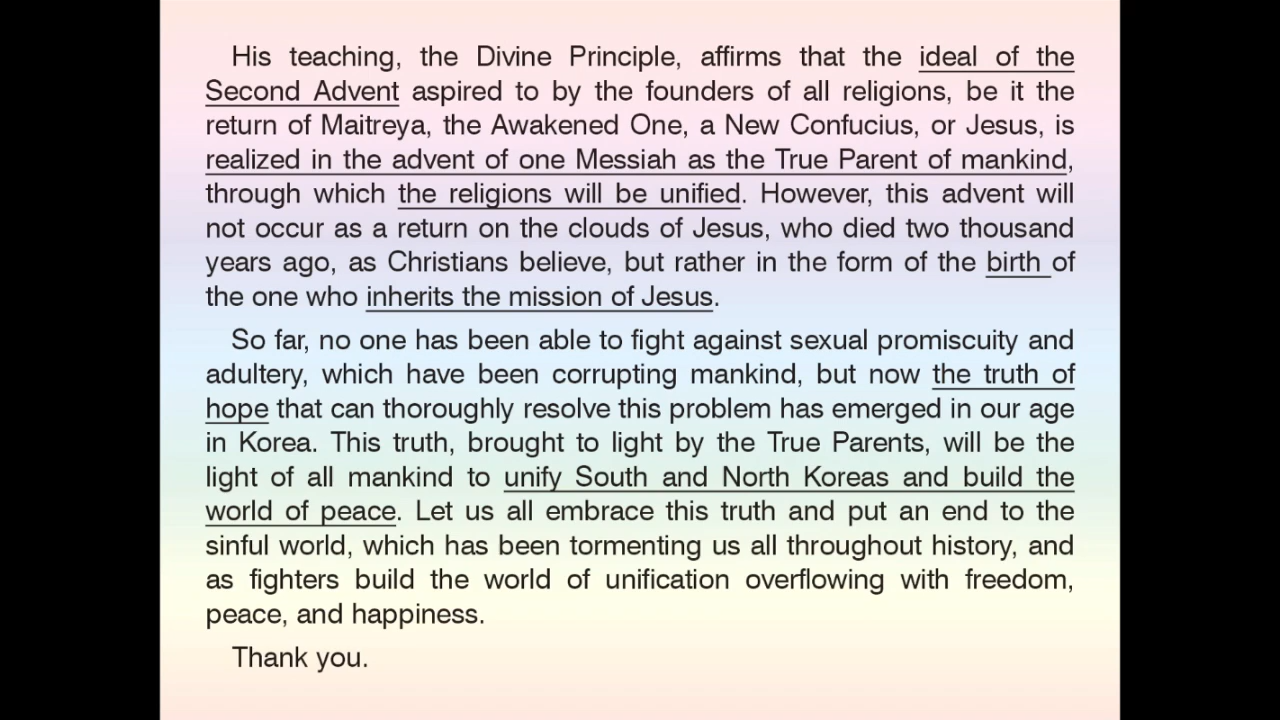 His teaching, the Divine Principle, affirms that the ideal of the
Second Advent aspired to by the founders of all religions, be it the
return of Maitreya, the Awakened One, a New Confucius, or Jesus, is
realized in the advent of one Messiah as the True Parent of mankind,
through which the religions will be unified. However, this advent will
not occur as a return on the clouds of Jesus, who died two thousand
years ago, as Christians believe, but rather in the form of the birth of
the one who inherits the mission of Jesus.
So far, no one has been able to fight against sexual promiscuity and
adultery, which have been corrupting mankind, but now the truth of
hope that can thoroughly resolve this problem has emerged in our age
in Korea. This truth, brought to light by the True Parents, will be the
light of all mankind to unify South and North Koreas and build the
world of peace. Let us all embrace this truth and put an end to the
sinful world, which has been tormenting us all throughout history, and
as fighters build the world of unification overflowing with freedom,
peace, and happiness.
Thank you.